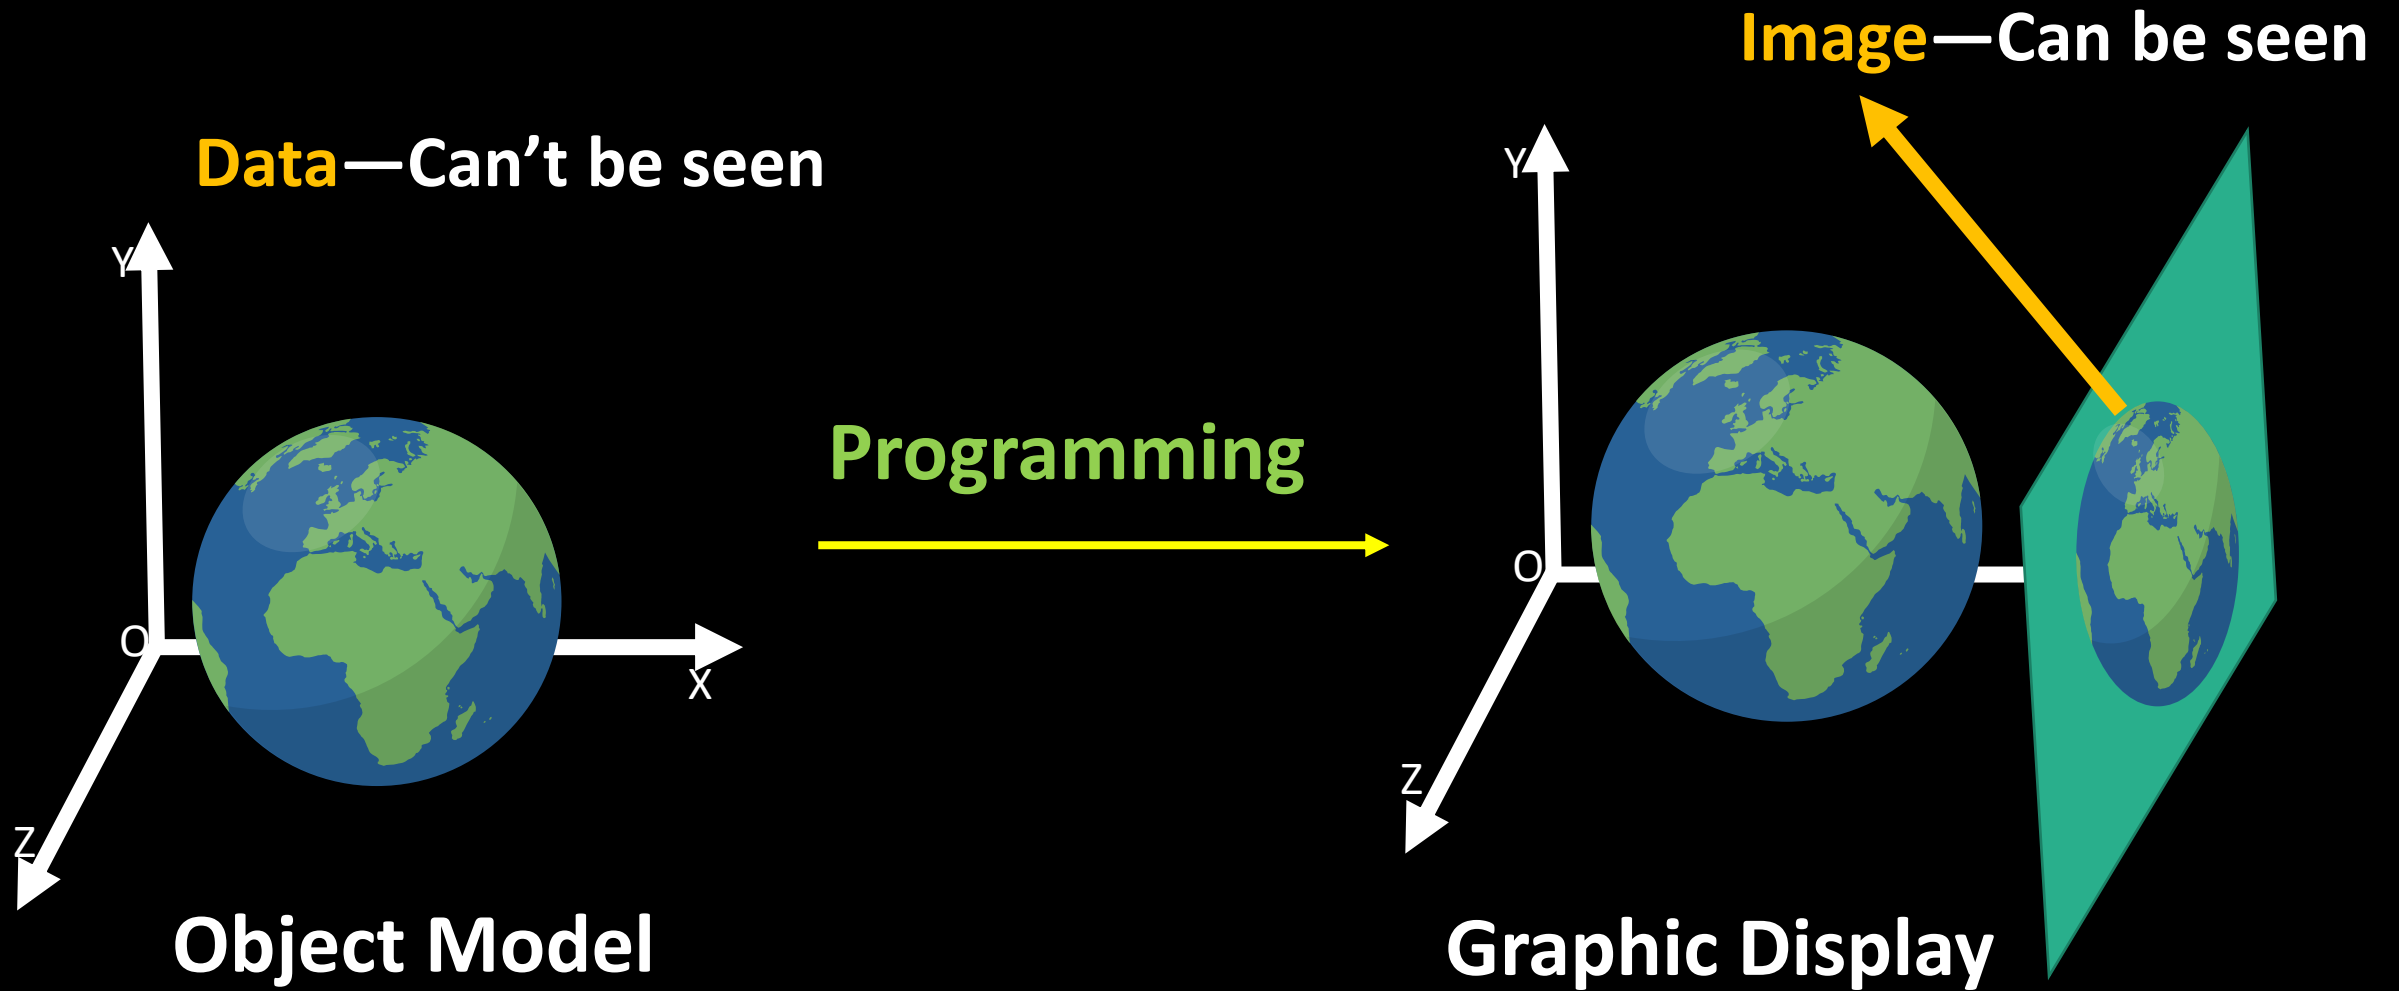 Image—Can be seen
Data—Can't be seen
Y
O
X
Z
Object Model
Programming
Y
O
Z
Graphic Display